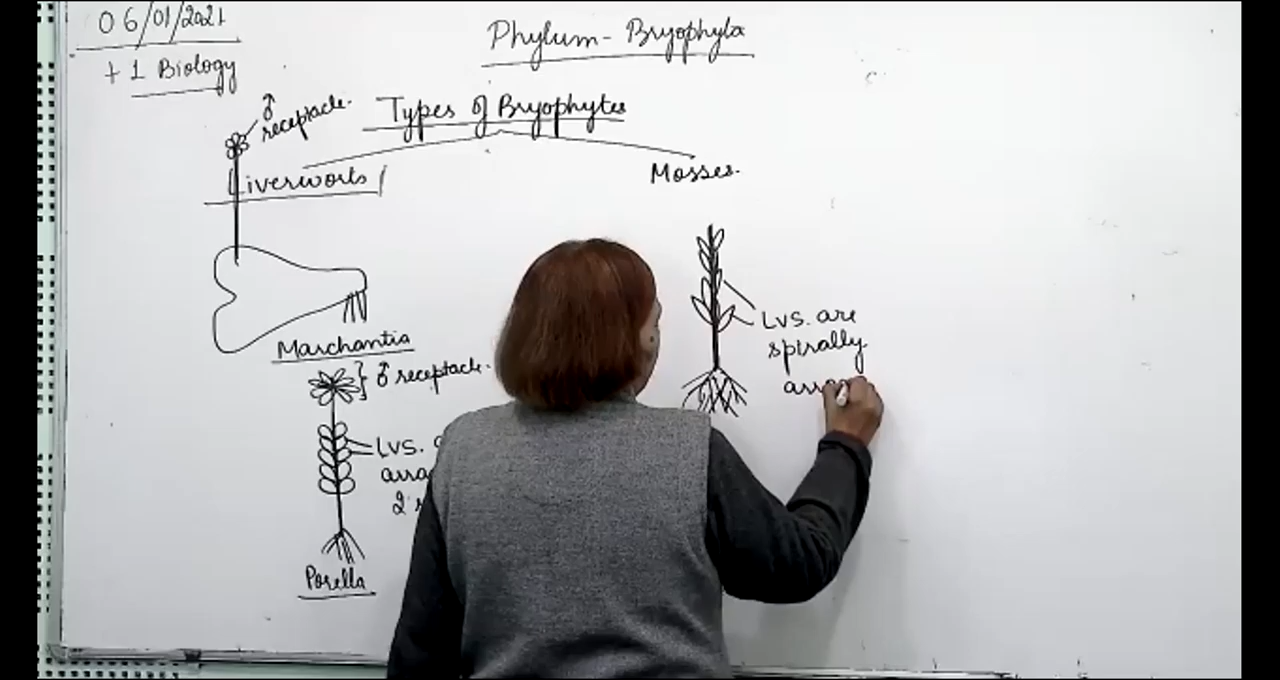 06/01/2021
+1 Biology
Phylum - Bryophyta
Types of Bryophytes
♂
receptacle.
Liverworts
Mosses.
Marchantia
} ♂ receptacle.
Lvs.
2
Porella
Lvs. are
spirally